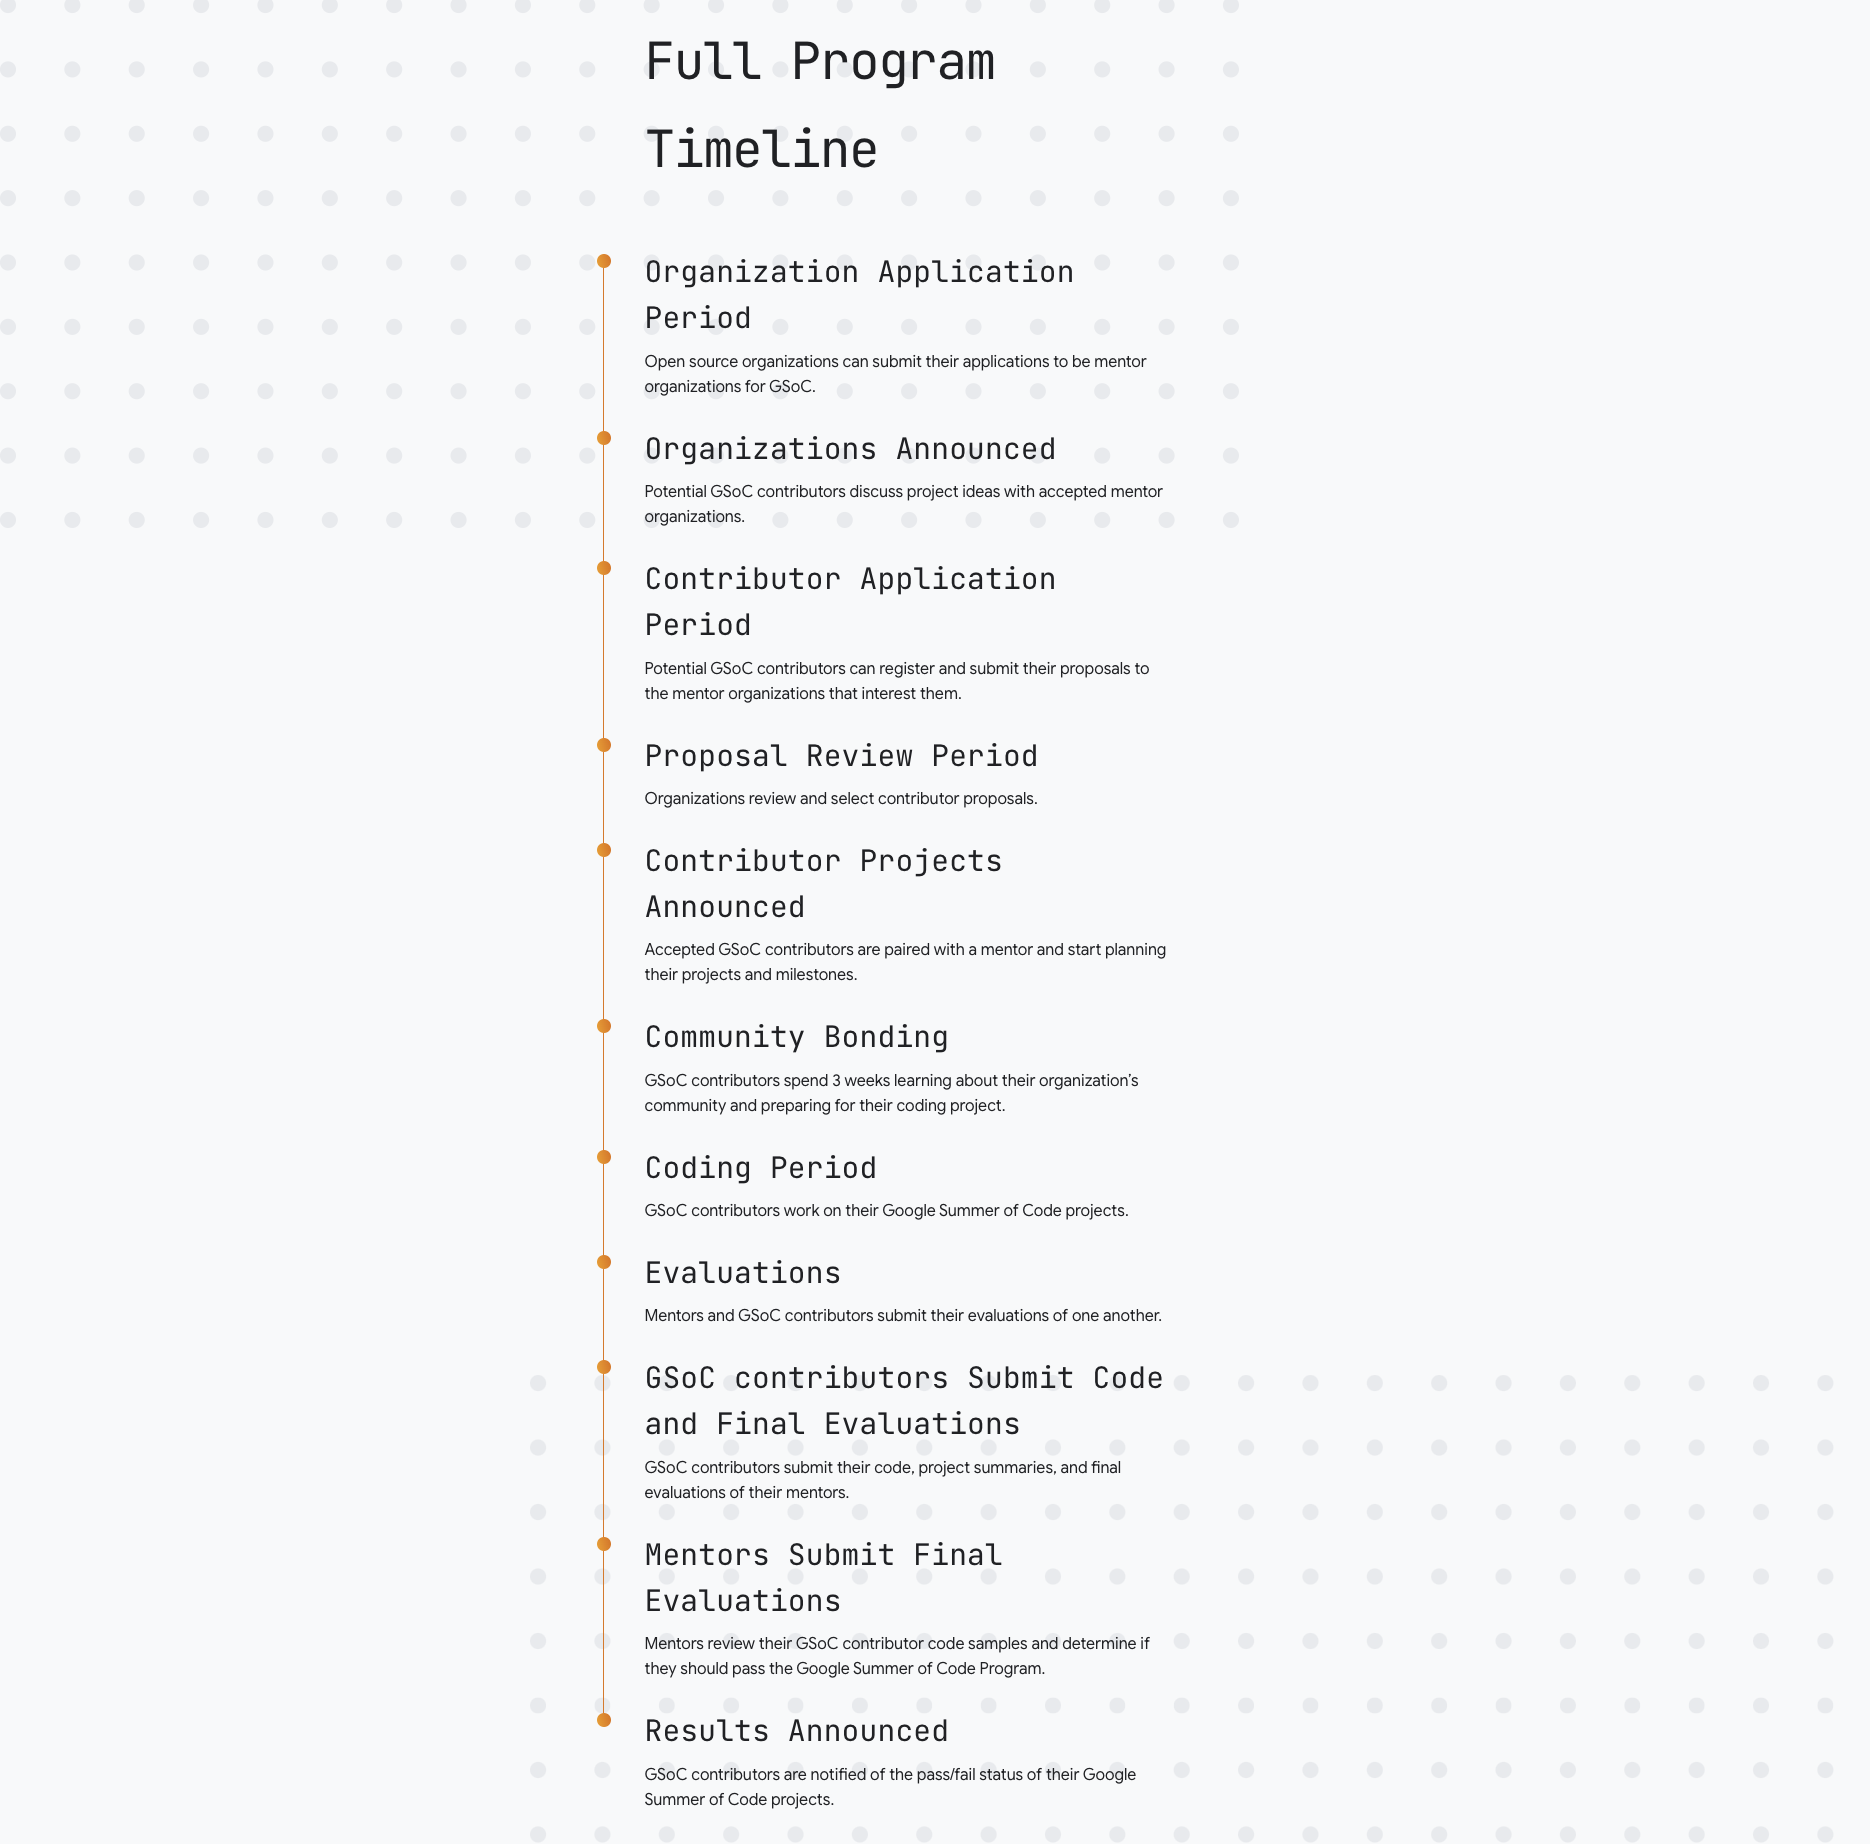 Full Program
Timeline
Organization Application
Period
Open source organizations can submit their applications to be mentor
organizations for GSoC.
Organizations Announced
Potential GSoC contributors discuss project ideas with accepted mentor
organizations.
Contributor Application
Period
Potential GSoC contributors can register and submit their proposals to
the mentor organizations that interest them.
Proposal Review Period
Organizations review and select contributor proposals.
Contributor Projects
Announced
Accepted GSoC contributors are paired with a mentor and start planning
their projects and milestones.
Community Bonding
GSoC contributors spend 3 weeks learning about their organization’s
community and preparing for their coding project.
Coding Period
GSoC contributors work on their Google Summer of Code projects.
Evaluations
Mentors and GSoC contributors submit their evaluations of one another.
GSoC contributors Submit Code
and Final Evaluations
GSoC contributors submit their code, project summaries, and final
evaluations of their mentors.
Mentors Submit Final
Evaluations
Mentors review their GSoC contributor code samples and determine if
they should pass the Google Summer of Code Program.
Results Announced
GSoC contributors are notified of the pass/fail status of their Google
Summer of Code projects.